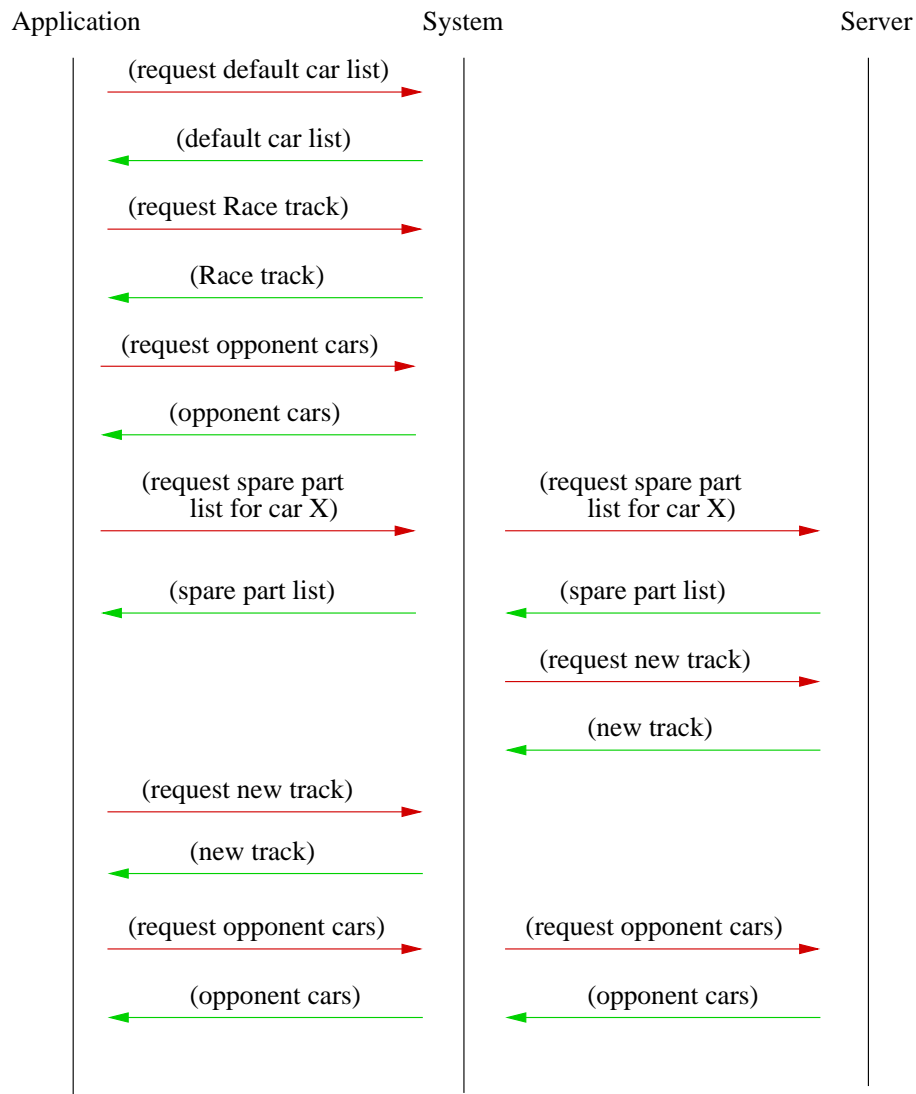 Application System Server
(request default car list)
(default car list)
(request Race track)
(Race track)
(request opponent cars)
(opponent cars)
(request spare part
list for car X)
(request spare part
list for car X)
(spare part list)
(spare part list)
(request new track)
(new track)
(request new track)
(new track)
(request opponent cars)
(request opponent cars)
(opponent cars)
(opponent cars)